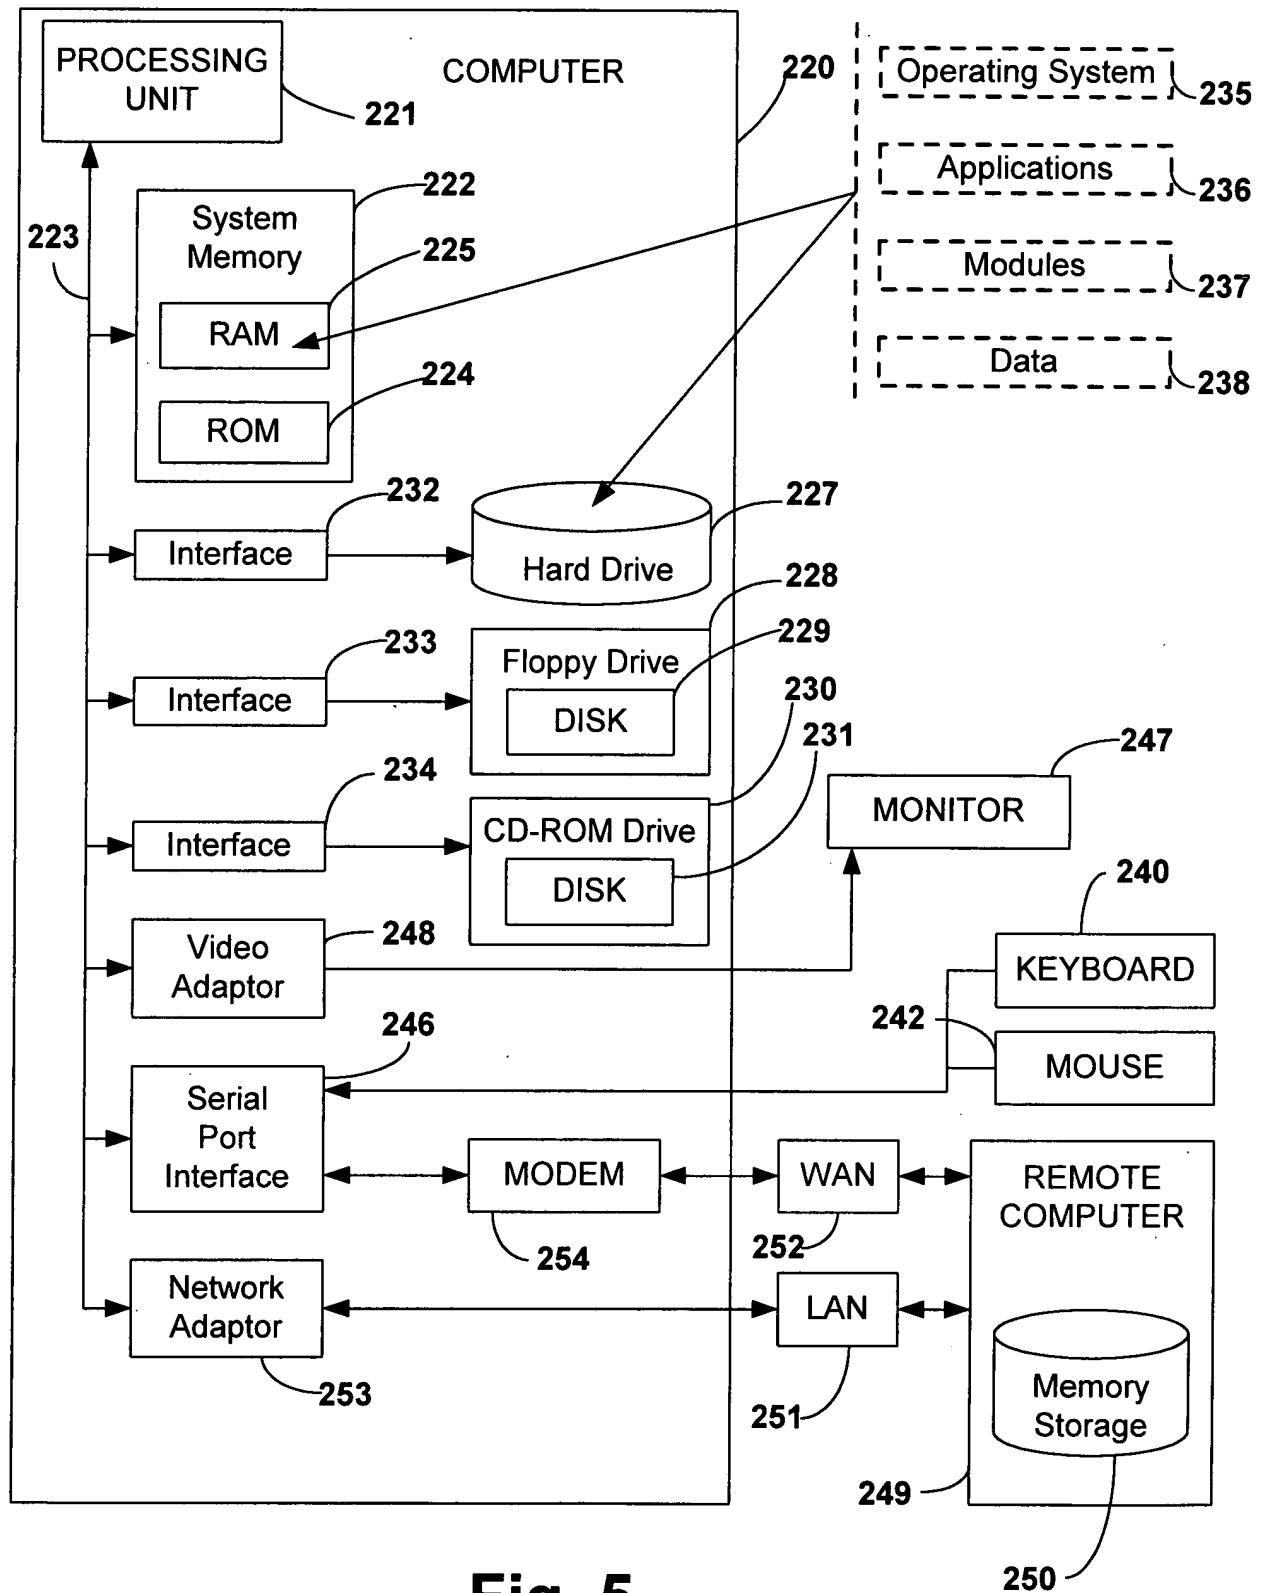 PROCESSING
UNIT
221
COMPUTER
220
Operating System
235
Applications
236
Modules
237
Data
238
223
222
System
Memory
225
RAM
224
ROM
232
Interface
227
Hard Drive
228
233
Interface
229
Floppy Drive
DISK
230
231
234
Interface
CD-ROM Drive
DISK
247
MONITOR
248
Video
Adaptor
240
KEYBOARD
242
MOUSE
246
Serial
Port
Interface
MODEM
254
WAN
252
REMOTE
COMPUTER
Network
Adaptor
253
LAN
251
Memory
Storage
249
250
Fig. 5